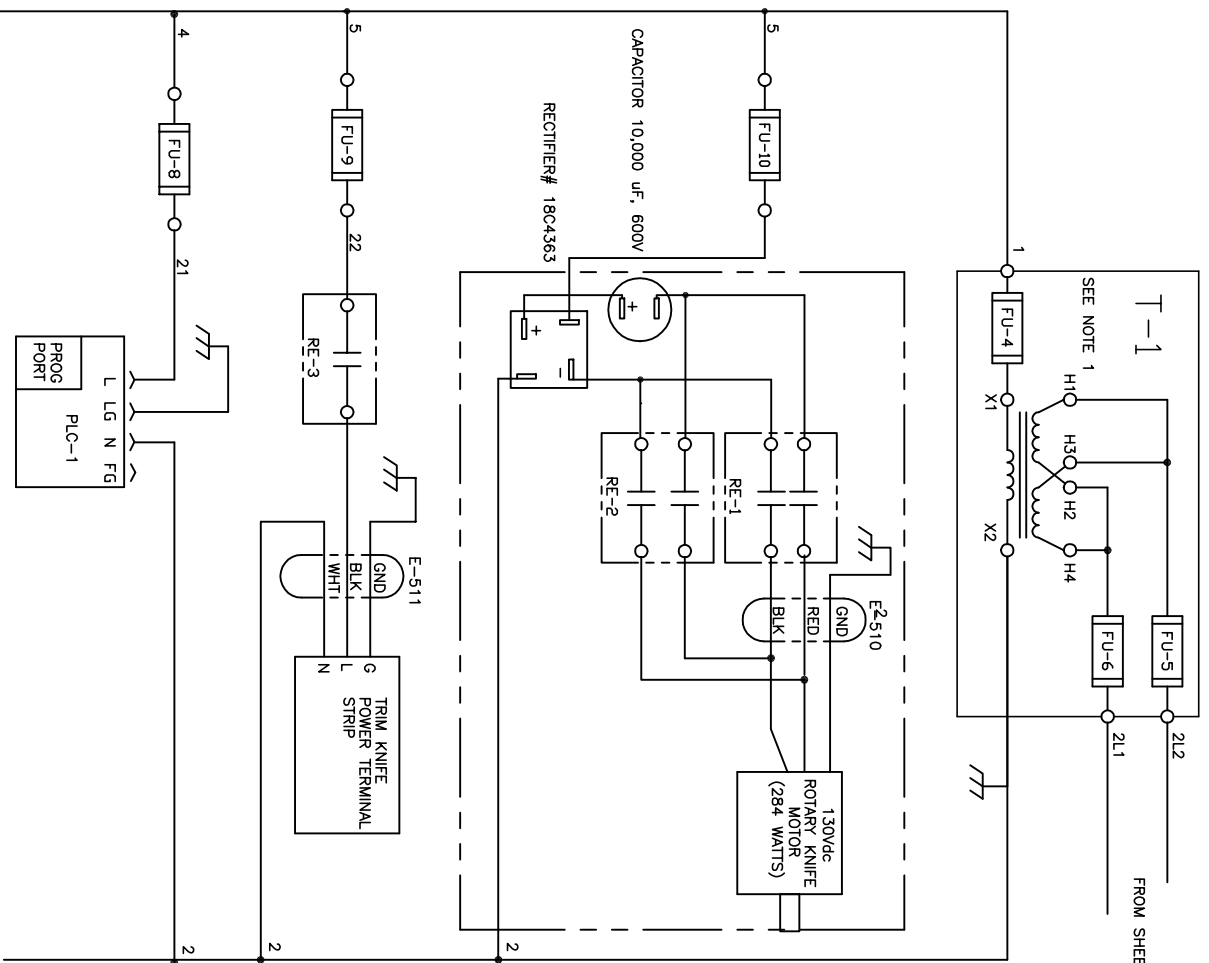 FROM SHEE
2L2
2L1
FU-5
FU-6
T-1
SEE NOTE 1
H1
H3
H2
H4
1
FU-4
X1
X2
5
FU-10
CAPACITOR 10,000 uF, 600V
RECTIFIER# 18C4363
+
+
-
RE-1
RE-2
E-510
2
GND
RED
BLK
130Vdc
ROTARY KNIFE
MOTOR
(284 WATTS)
2
5
FU-9
22
RE-3
E-511
GND
BLK
WHT
G
L
N
TRIM KNIFE
POWER TERMINAL
STRIP
2
4
FU-8
21
L
LG
N
FG
PROG
PORT
PLC-1
2